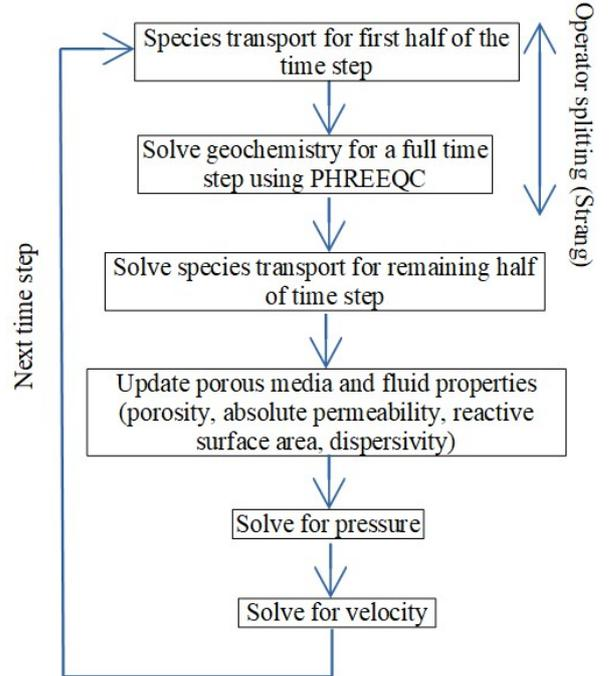 Species transport for first half of the
time step
Solve geochemistry for a full time
step using PHREEQC
Solve species transport for remaining half
of time step
Update porous media and fluid properties
(porosity, absolute permeability, reactive
surface area, dispersivity)
Solve for pressure
Solve for velocity
Next time step
Operator splitting (Strang)